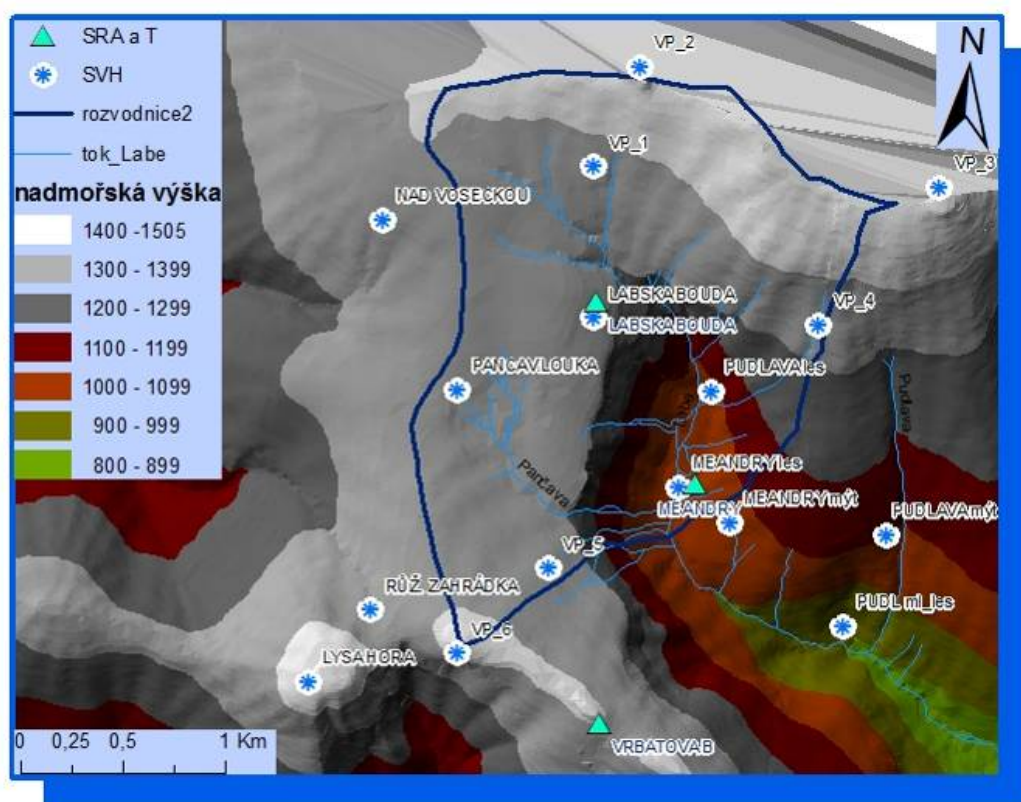 SRA a T
SVH
rozvodnice2
tok_Labe
nadmořská výška
1400 -1505
1300 - 1399
1200 - 1299
1100 - 1199
1000 - 1099
900 - 999
800 - 899
N
VP_2
VP_1
VP_3
NAD VOSEČKOU
LABSKABOUDA
LABSKABOUDA
VP_4
PANčAVLOUKA
PUDLAVAles
Labe
Pudlava
MEANDRYles
Pančava
MEANDRY
MEANDRYmýt
PUDLAVAmýt
VP_5
RŮŽ. ZAHRÁDKA
PUDL ml_les
VP_6
LYSAHORA
VRBATOVAB
0 0,25 0,5 1 Km